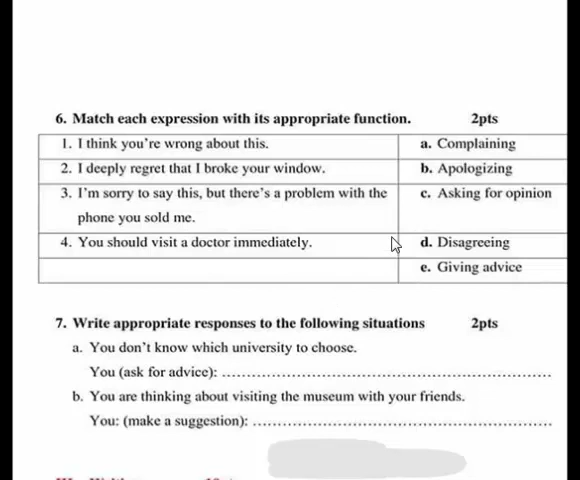 6. Match each expression with its appropriate function. 2pts
1. I think you're wrong about this. a. Complaining
2. I deeply regret that I broke your window. b. Apologizing
3. I'm sorry to say this, but there's a problem with the c. Asking for opinion
phone you sold me.
4. You should visit a doctor immediately. d. Disagreeing
e. Giving advice
7. Write appropriate responses to the following situations 2pts
a. You don't know which university to choose.
You (ask for advice): ........................................................................
b. You are thinking about visiting the museum with your friends.
You: (make a suggestion): ................................................................